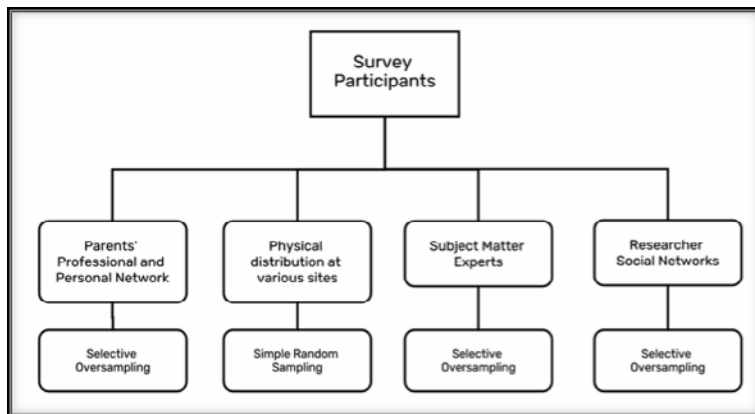 Survey
Participants
Parents'
Professional and
Personal Network
Physical
distribution at
various sites
Subject Matter
Experts
Researcher
Social Networks
Selective
Oversampling
Simple Random
Sampling
Selective
Oversampling
Selective
Oversampling